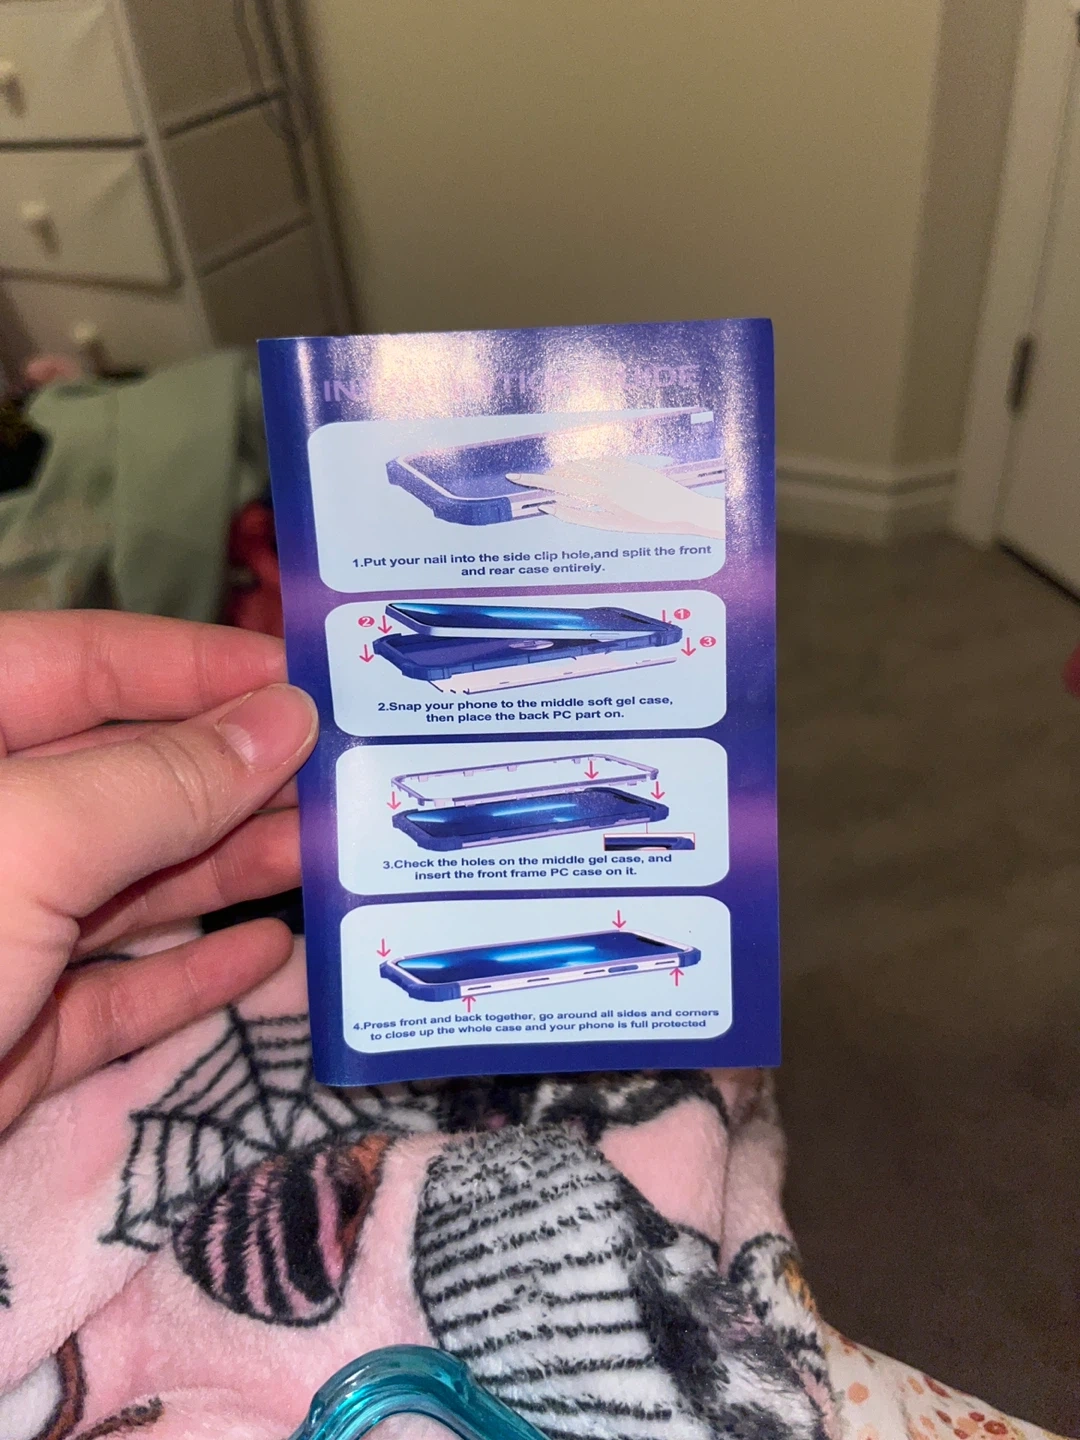 1.Put your nail into the side clip hole,and split the front
and rear case entirely.
2
1
3
2.Snap your phone to the middle soft gel case,
then place the back PC part on.
3.Check the holes on the middle gel case, and
insert the front frame PC case on it.
4.Press front and back together, go around all sides and corners
to close up the whole case and your phone is full protected